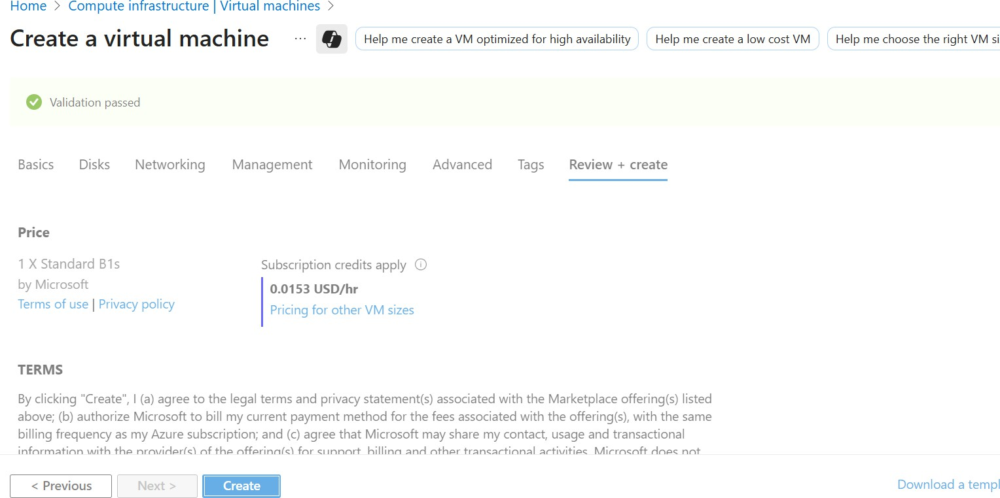 Home > Compute infrastructure | Virtual machines >
Create a virtual machine ... Help me create a VM optimized for high availability Help me create a low cost VM Help me choose the right VM si
Validation passed
Basics Disks Networking Management Monitoring Advanced Tags Review + create
Price
1 X Standard B1s
by Microsoft
Terms of use | Privacy policy
Subscription credits apply
0.0153 USD/hr
Pricing for other VM sizes
TERMS
By clicking "Create", I (a) agree to the legal terms and privacy statement(s) associated with the Marketplace offering(s) listed
above; (b) authorize Microsoft to bill my current payment method for the fees associated with the offering(s), with the same
billing frequency as my Azure subscription; and (c) agree that Microsoft may share my contact, usage and transactional
information with the provider(s) of the offering(s) for support, billing and other transactional activities. Microsoft does not
< Previous Next > Create Download a templ